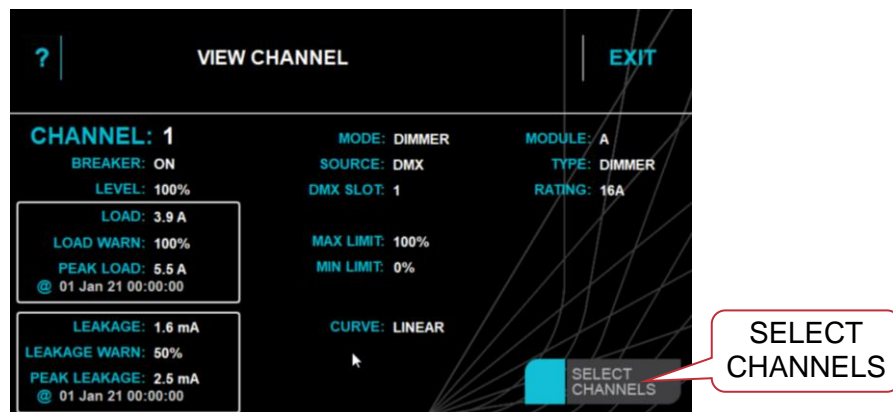 ?
VIEW CHANNEL
EXIT
CHANNEL: 1
BREAKER: ON
LEVEL: 100%
LOAD: 3.9 A
LOAD WARN: 100%
PEAK LOAD: 5.5 A
@ 01 Jan 21 00:00:00
LEAKAGE: 1.6 mA
LEAKAGE WARN: 50%
PEAK LEAKAGE: 2.5 mA
@ 01 Jan 21 00:00:00
MODE: DIMMER
SOURCE: DMX
DMX SLOT: 1
MAX LIMIT: 100%
MIN LIMIT: 0%
CURVE: LINEAR
MODULE: A
TYPE: DIMMER
RATING: 16A
SELECT
CHANNELS
SELECT
CHANNELS